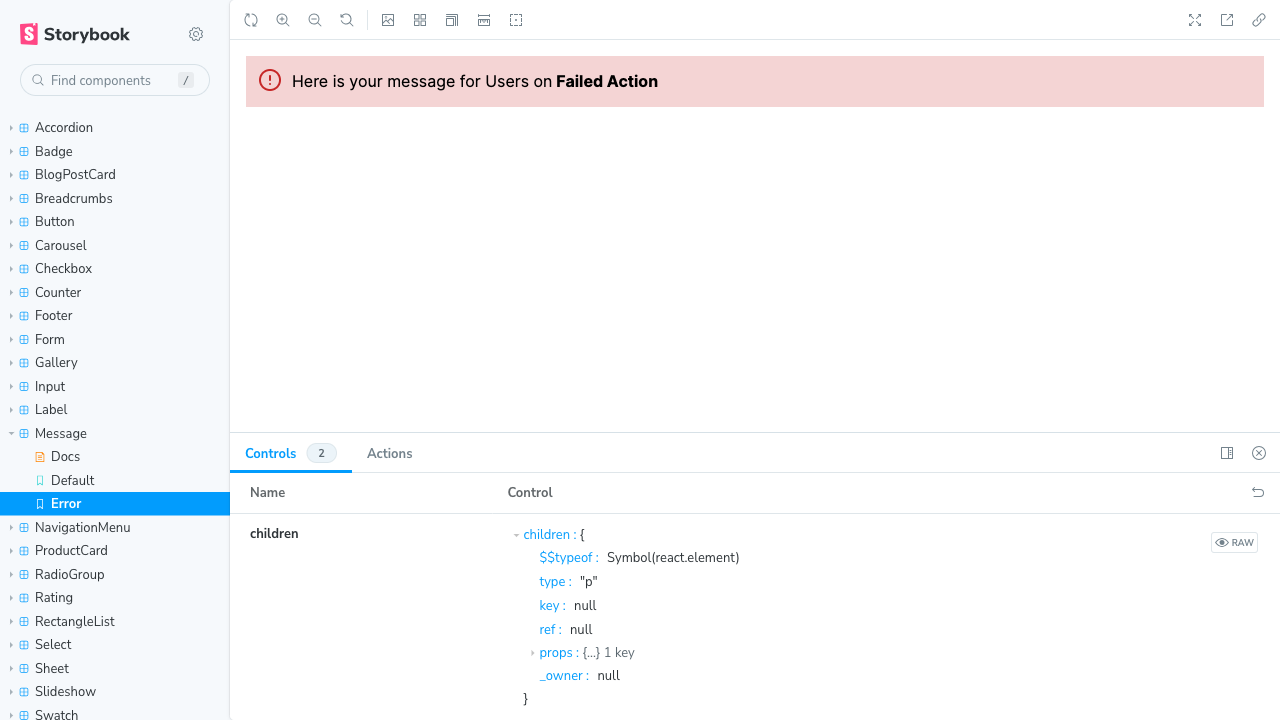 Storybook
Find components /
Accordion
Badge
BlogPostCard
Breadcrumbs
Button
Carousel
Checkbox
Counter
Footer
Form
Gallery
Input
Label
Message
Docs
Default
Error
NavigationMenu
ProductCard
RadioGroup
Rating
RectangleList
Select
Sheet
Slideshow
Swatch
Here is your message for Users on Failed Action
Controls 2 Actions
Name Control
children
children : {
$$typeof : Symbol(react.element)
type : "p"
key : null
ref : null
props : {...} 1 key
_owner : null
}
RAW